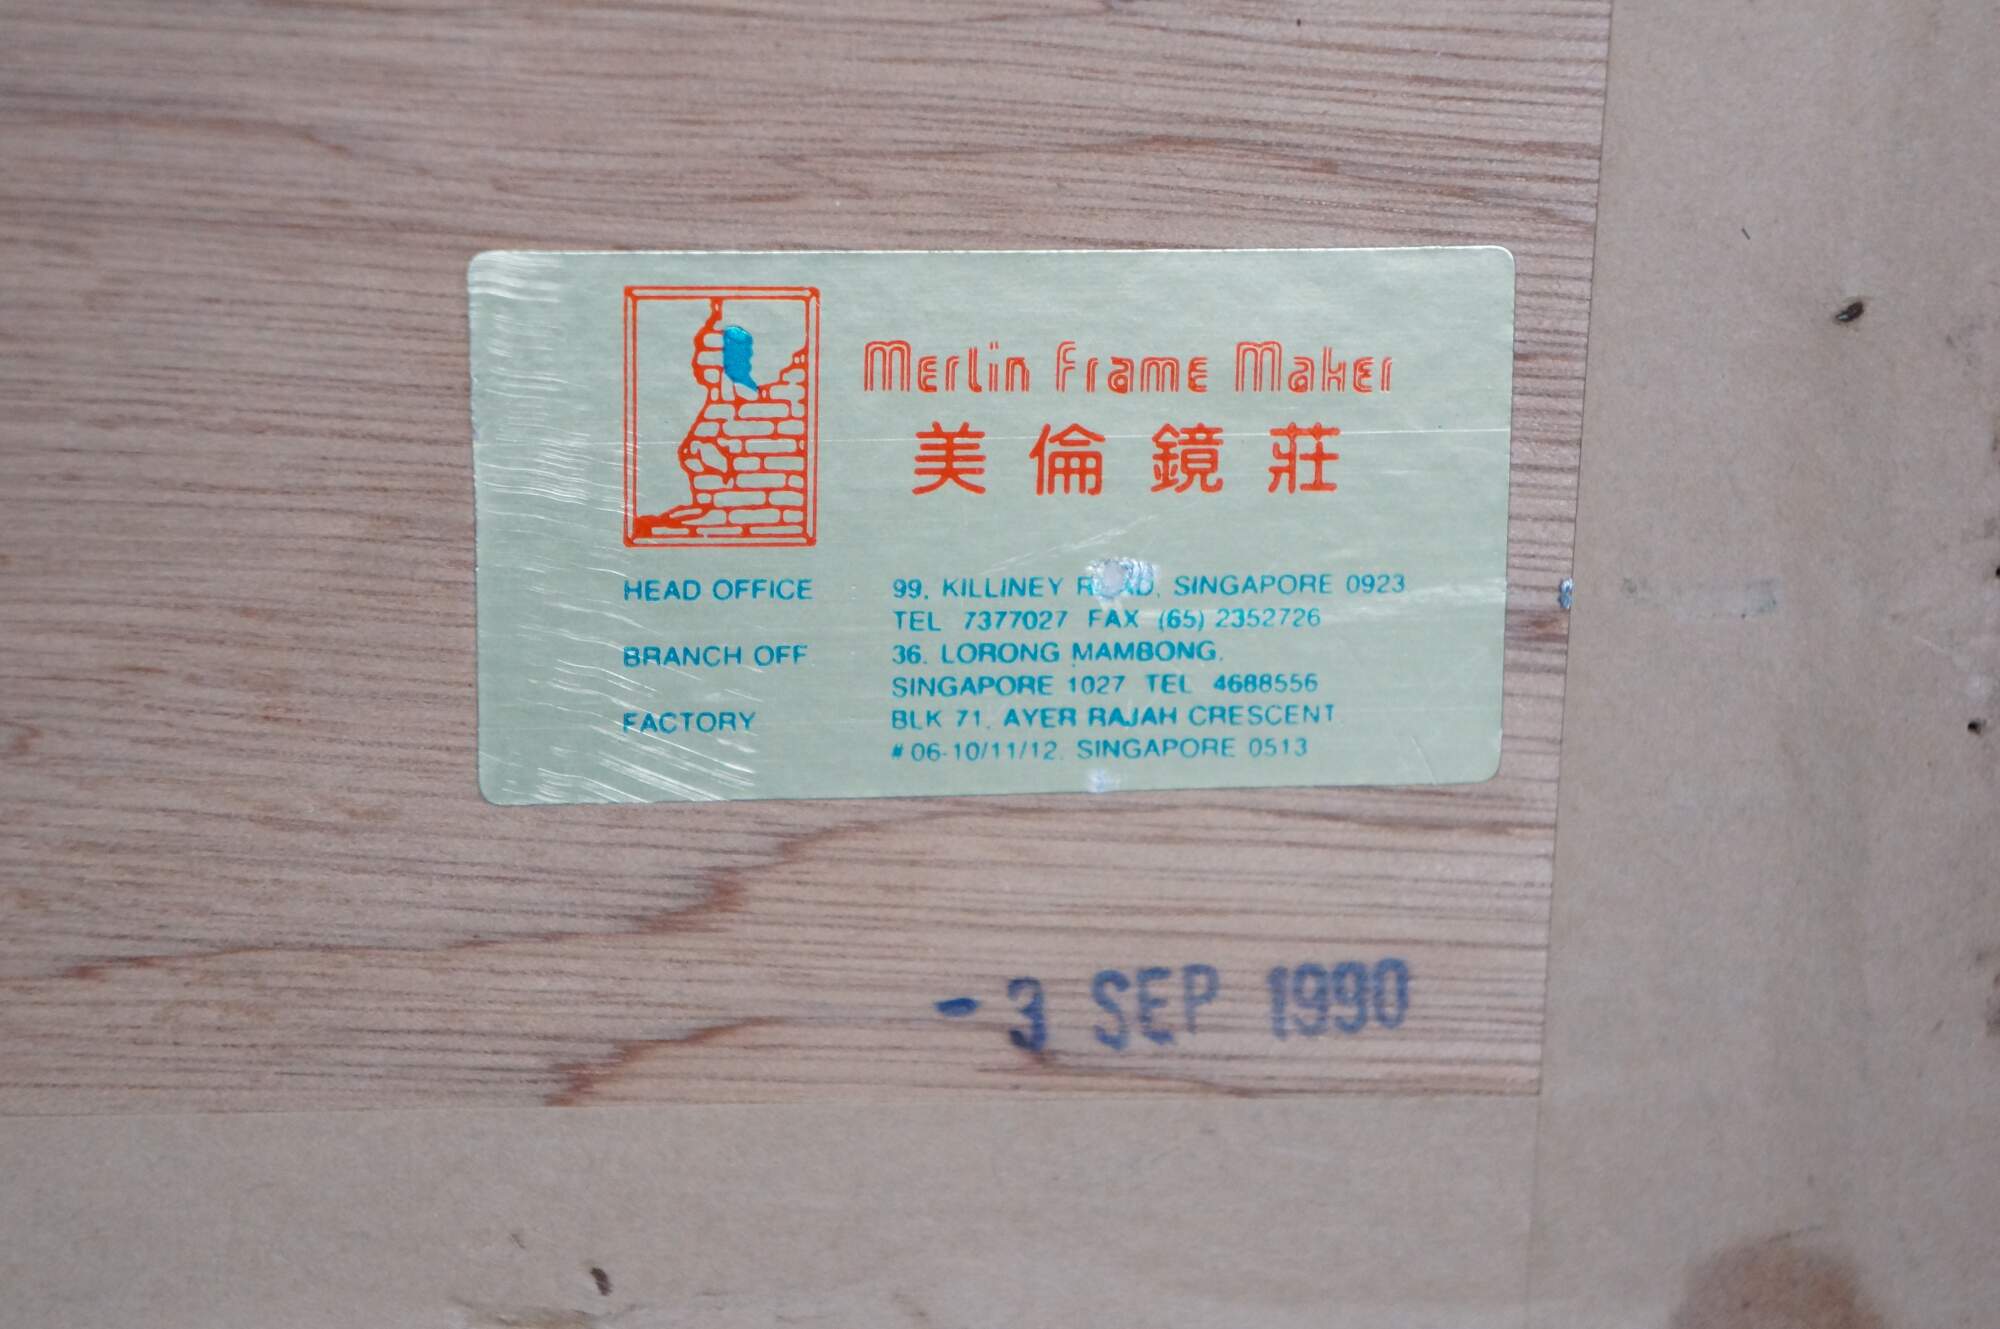 Merlin Frame Maker
美倫鏡莊
HEAD OFFICE 99, KILLINEY ROAD, SINGAPORE 0923
TEL 7377027 FAX (65) 2352726
BRANCH OFF 36, LORONG MAMBONG,
SINGAPORE 1027 TEL 4688556
FACTORY BLK 71, AYER RAJAH CRESCENT
#06-10/11/12, SINGAPORE 0513
-3 SEP 1990